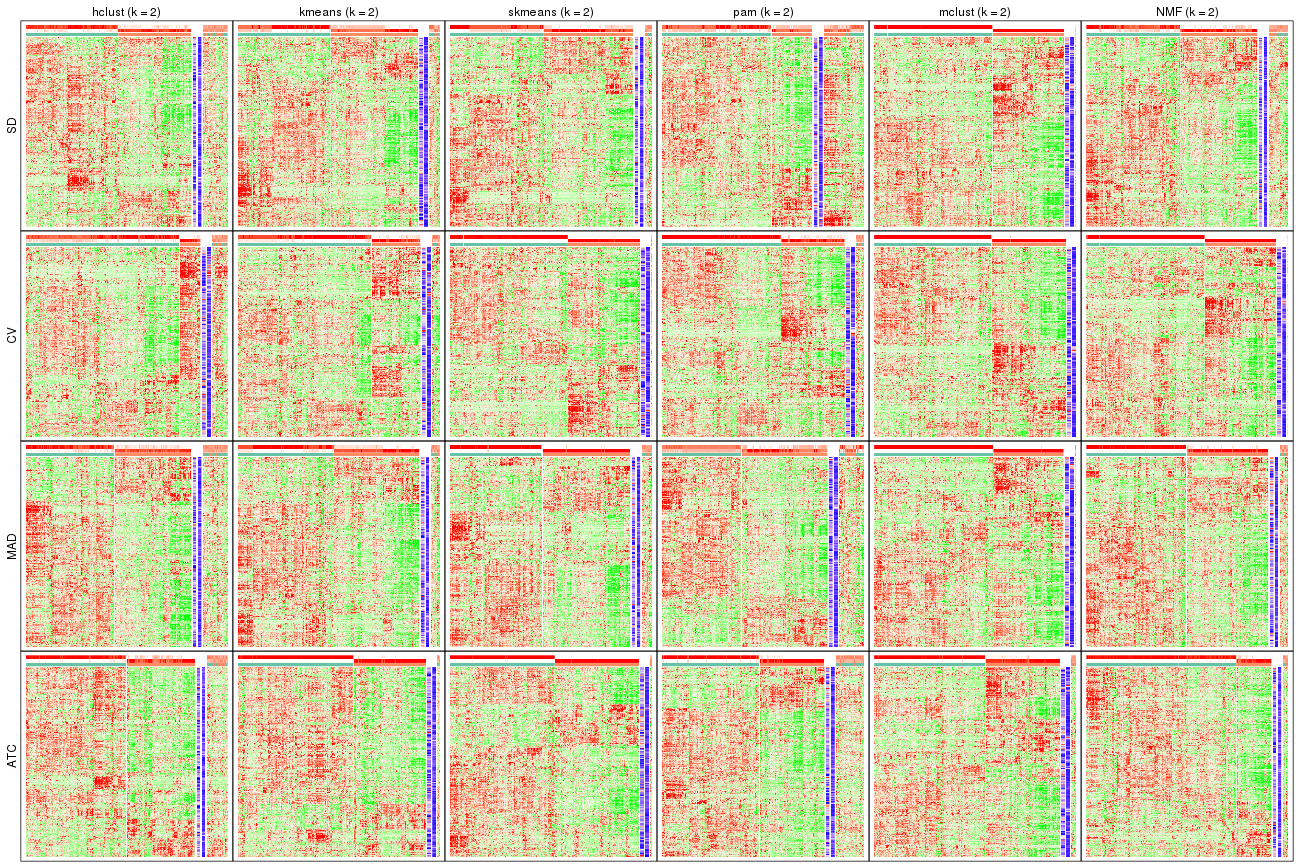 hclust (k = 2) kmeans (k = 2) skmeans (k = 2) pam (k = 2) mclust (k = 2) NMF (k = 2)
SD
CV
MAD
ATC